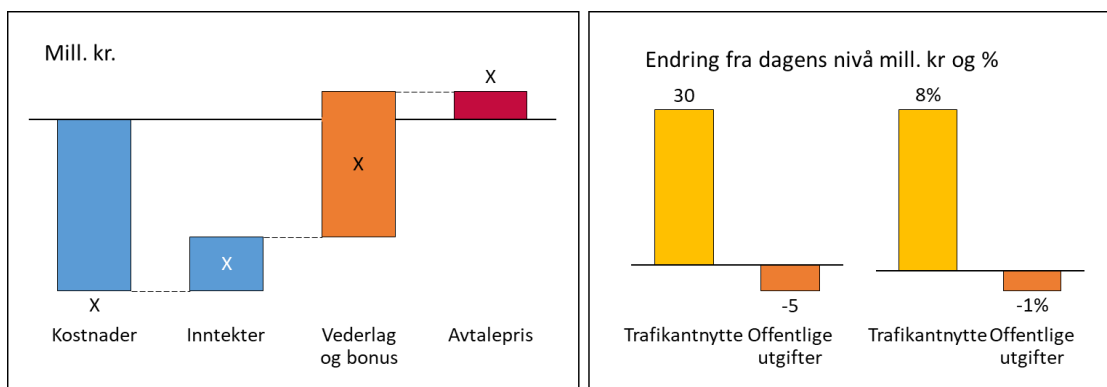 Mill. kr.
X
X
X
X
Kostnader
Inntekter
Vederlag
og bonus
Avtalepris
Endring fra dagens nivå mill. kr og %
30
-5
Trafikantnytte
Offentlige
utgifter
8%
-1%
Trafikantnytte
Offentlige
utgifter